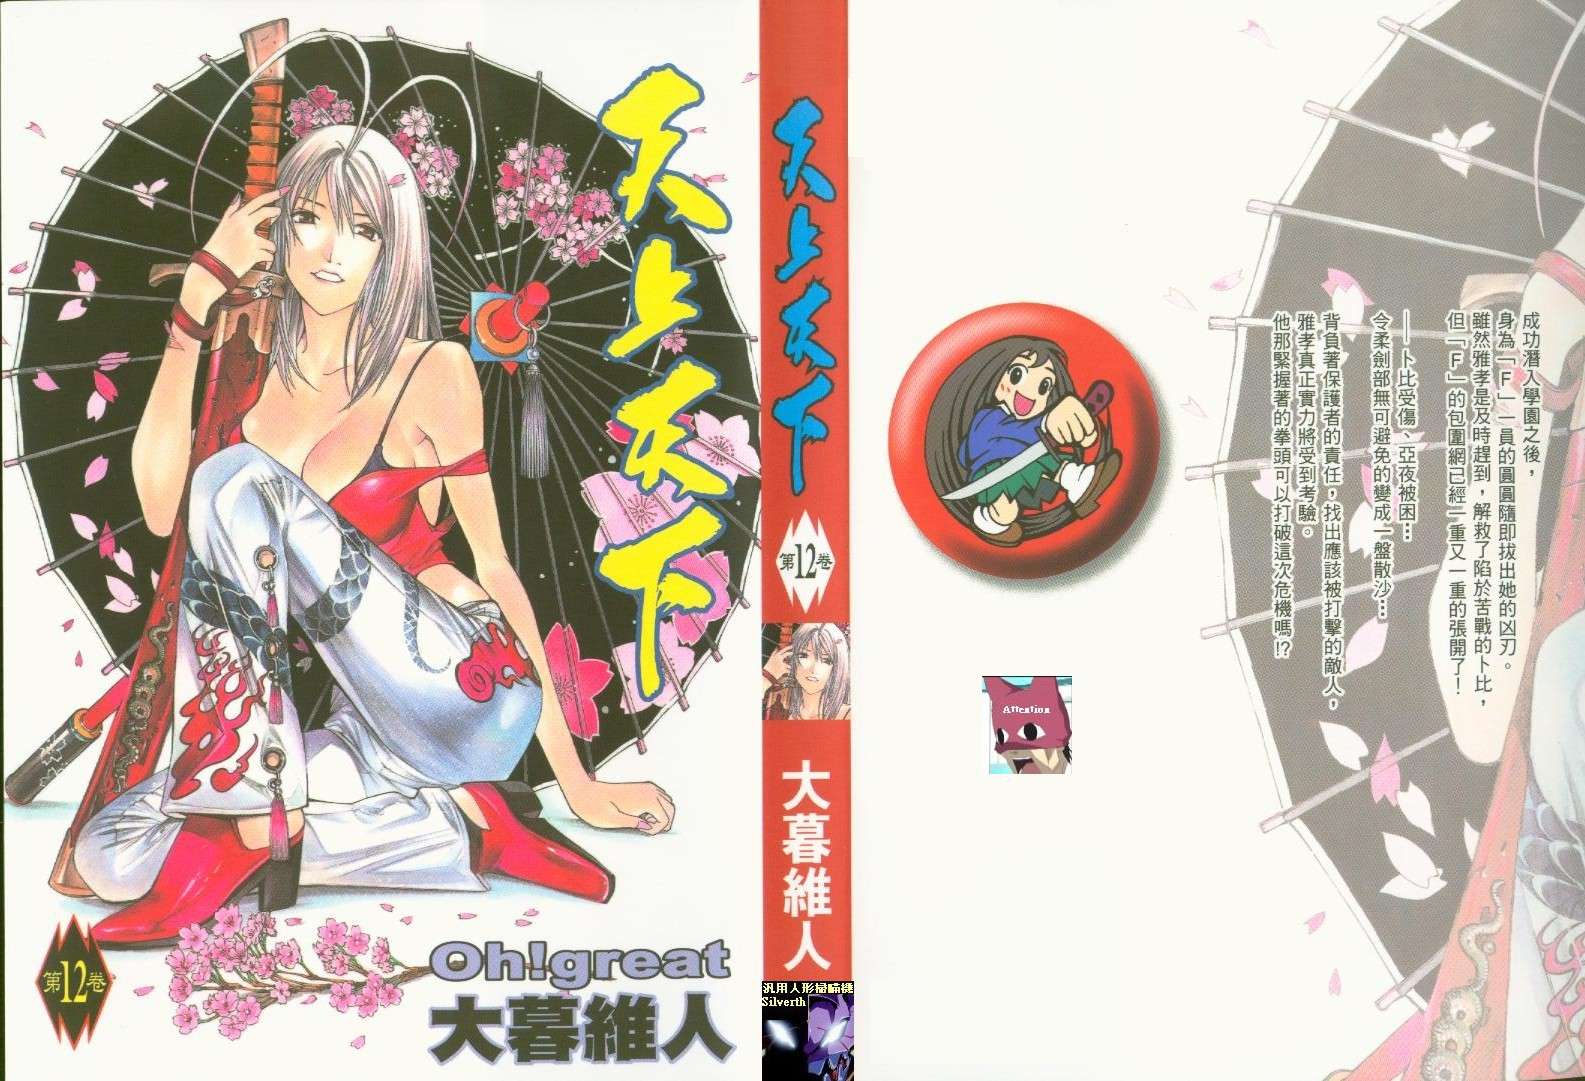 天上天下
Oh!great
大暮維人
第12卷
天上天下
第12卷
大暮維人
汎用人形掃瞄機
Silverth
成功潛入學園之後，
身為「F」一員的圓圓隨即拔出她的凶刃。
雖然雅孝是及時趕到，解救了陷於苦戰的卜比，
但「F」的包圍網已經一重又一重的張開了！
——卜比受傷、亞夜被困…
令柔劍部無可避免的變成一盤散沙…
背負著保護者的責任，找出應該被打擊的敵人，
雅孝真正實力將受到考驗。
他那緊握著的拳頭可以打破這次危機嗎!?
Attention